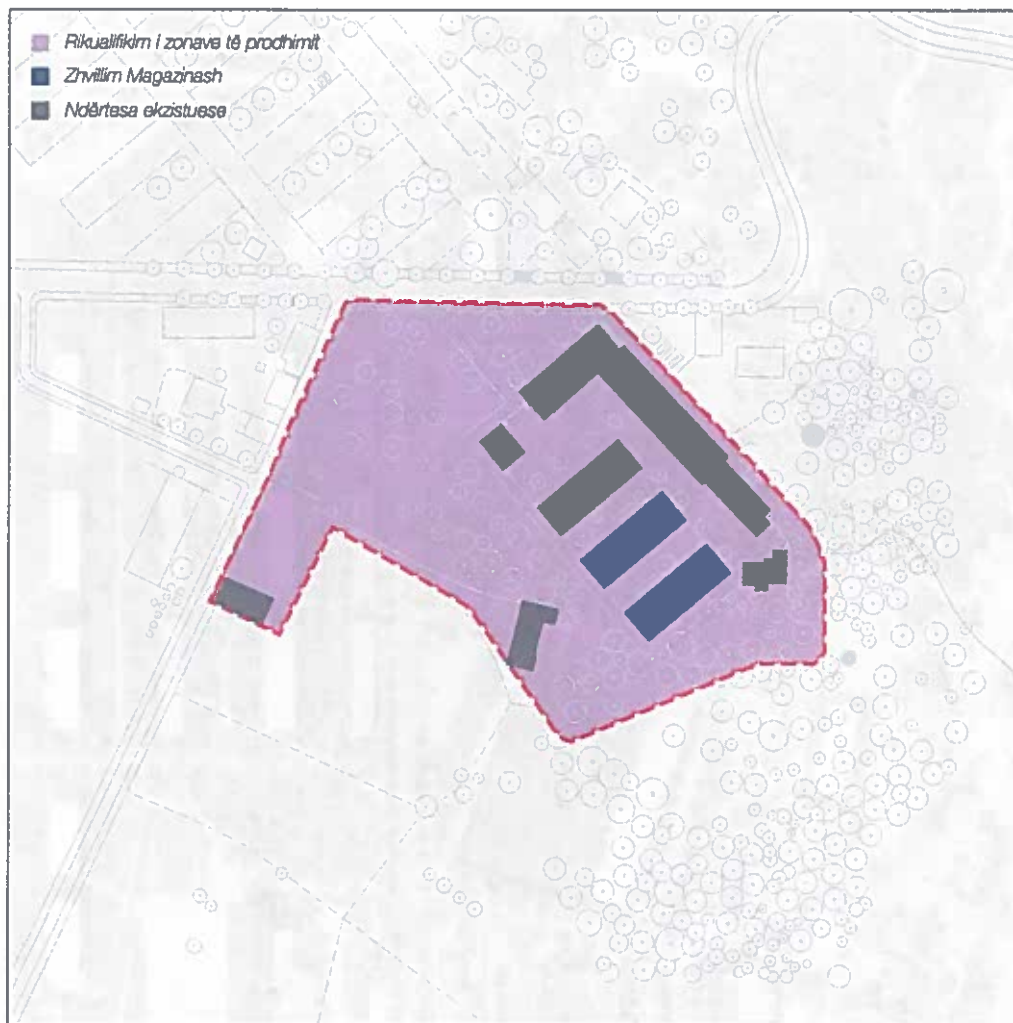 Rikualifikim i zonave të prodhimit
Zhvillim Magazinash
Ndërtesa ekzistuese